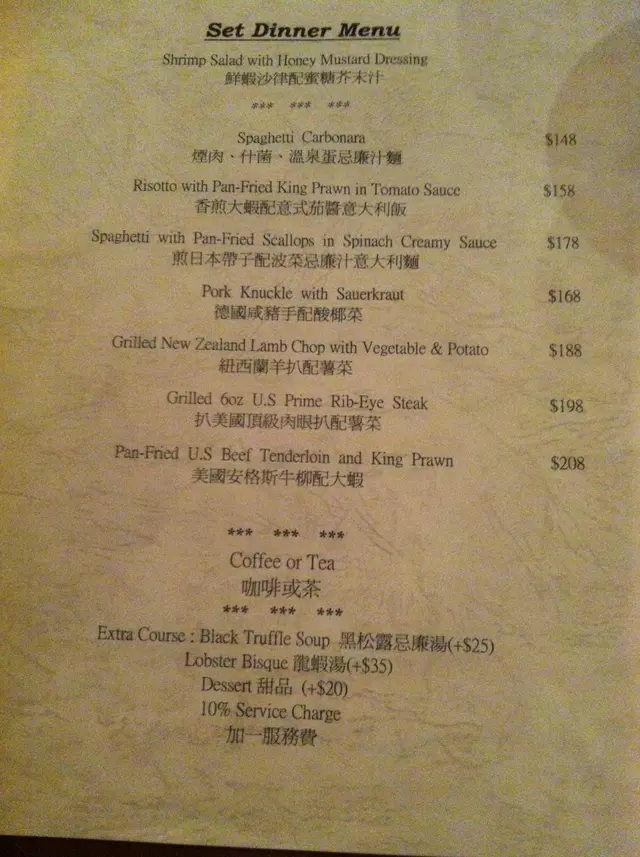 Set Dinner Menu
Shrimp Salad with Honey Mustard Dressing
鮮蝦沙律配蜜糖芥末汁
*** *** ***
Spaghetti Carbonara $148
煙肉、什菌、溫泉蛋忌廉汁麵
Risotto with Pan-Fried King Prawn in Tomato Sauce $158
香煎大蝦配意式茄醬意大利飯
Spaghetti with Pan-Fried Scallops in Spinach Creamy Sauce $178
煎日本帶子配波菜忌廉汁意大利麵
Pork Knuckle with Sauerkraut $168
德國咸豬手配酸椰菜
Grilled New Zealand Lamb Chop with Vegetable & Potato $188
紐西蘭羊扒配薯菜
Grilled 6oz U.S Prime Rib-Eye Steak $198
扒美國頂級肉眼扒配薯菜
Pan-Fried U.S Beef Tenderloin and King Prawn $208
美國安格斯牛柳配大蝦
*** *** ***
Coffee or Tea
咖啡或茶
*** *** ***
Extra Course : Black Truffle Soup 黑松露忌廉湯(+$25)
Lobster Bisque 龍蝦湯(+$35)
Dessert 甜品 (+$20)
10% Service Charge
加一服務費